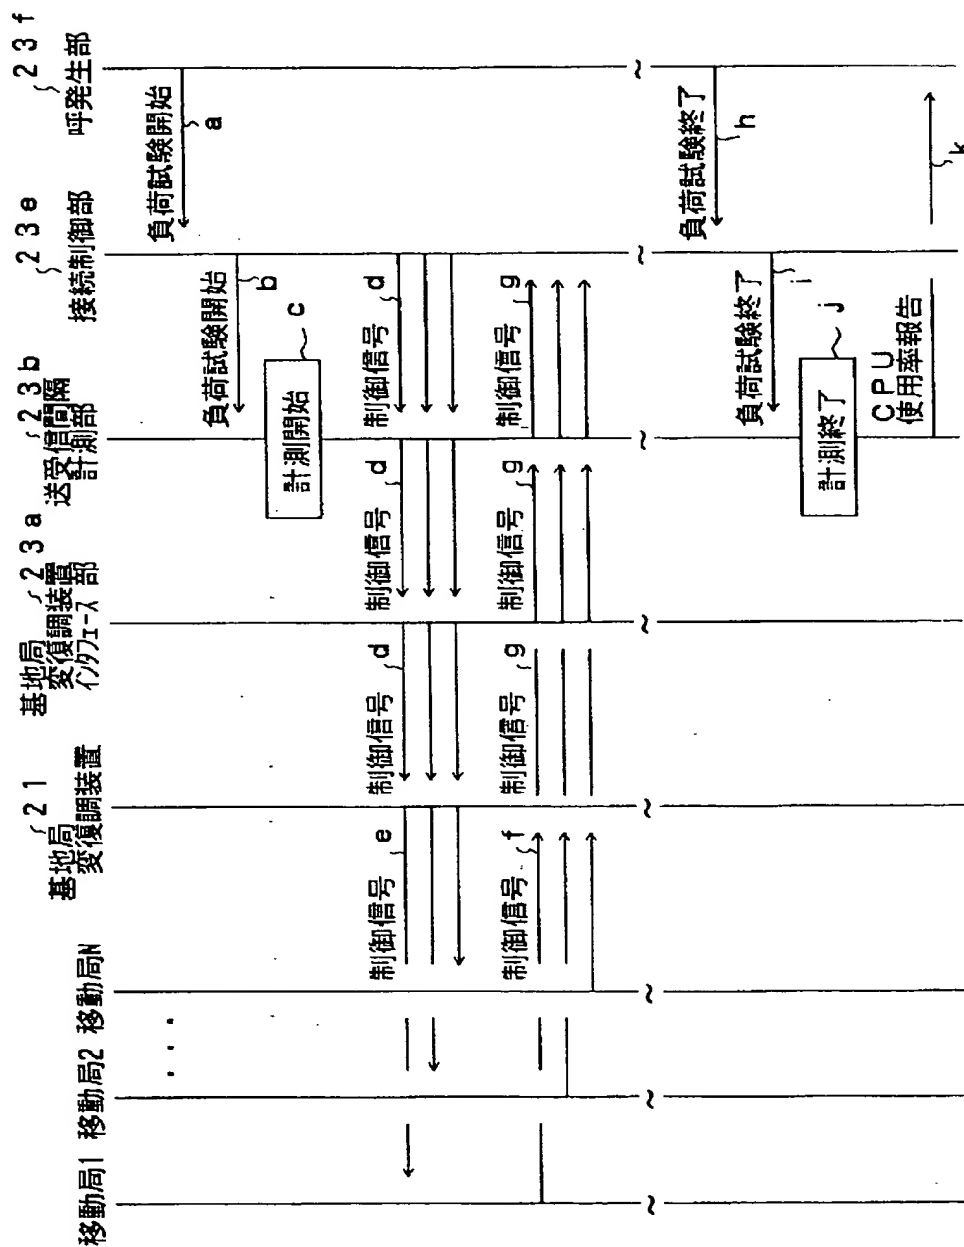 移動局1
移動局2
・・・
移動局N
21
基地局
変復調装置
23a
基地局
変復調装置
インタフェース部
23b
送受信間隔
計測部
23e
接続制御部
23f
呼発生部
負荷試験開始
a
負荷試験開始
b
計測開始
c
制御信号
e
制御信号
d
制御信号
d
制御信号
d
制御信号
f
制御信号
g
制御信号
g
制御信号
g
負荷試験終了
h
負荷試験終了
i
計測終了
j
CPU
使用率報告
k